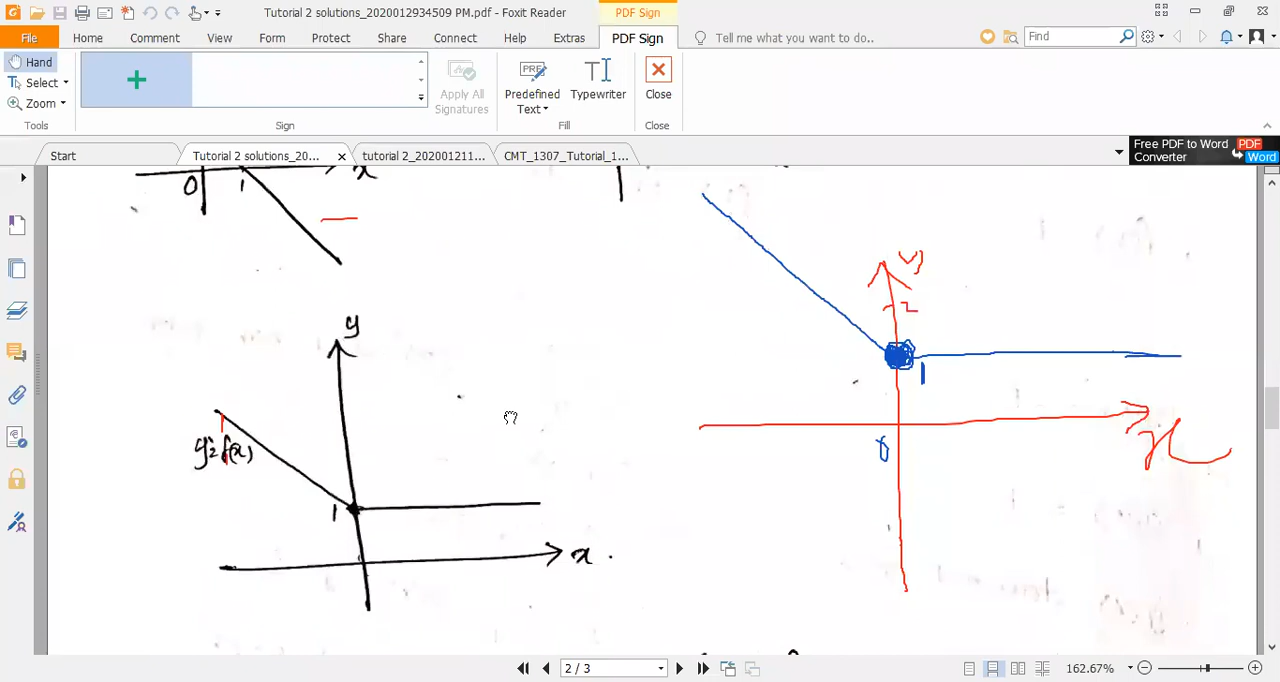 Tutorial 2 solutions_2020012934509 PM.pdf - Foxit Reader
PDF Sign
File
Home
Comment
View
Form
Protect
Share
Connect
Help
Extras
PDF Sign
Tell me what you want to do..
Find
Hand
Select
Zoom
Tools
Sign
Apply All
Signatures
PRE
Predefined
Text
Typewriter
Fill
Close
Close
Start
Tutorial 2 solutions_20...
tutorial 2_202001211...
CMT_1307_Tutorial_1...
Free PDF to Word
Converter
PDF
Word
0
1
x
y
y=f(x)
1
x
y
2
1
0
x
2 / 3
162.67%